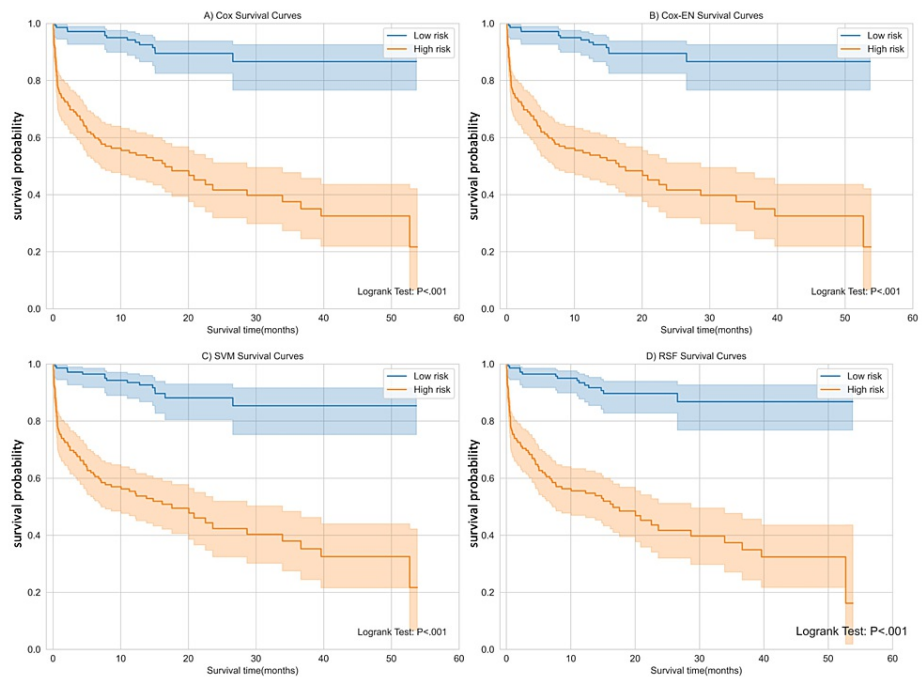 A) Cox Survival Curves
1.0
0.8
0.6
0.4
0.2
0.0
survival probability
Low risk
High risk
Logrank Test: P<.001
0 10 20 30 40 50 60
Survival time(months)
B) Cox-EN Survival Curves
1.0
0.8
0.6
0.4
0.2
0.0
survival probability
Low risk
High risk
Logrank Test: P<.001
0 10 20 30 40 50 60
Survival time(months)
C) SVM Survival Curves
1.0
0.8
0.6
0.4
0.2
0.0
survival probability
Low risk
High risk
Logrank Test: P<.001
0 10 20 30 40 50 60
Survival time(months)
D) RSF Survival Curves
1.0
0.8
0.6
0.4
0.2
0.0
survival probability
Low risk
High risk
Logrank Test: P<.001
0 10 20 30 40 50 60
Survival time(months)